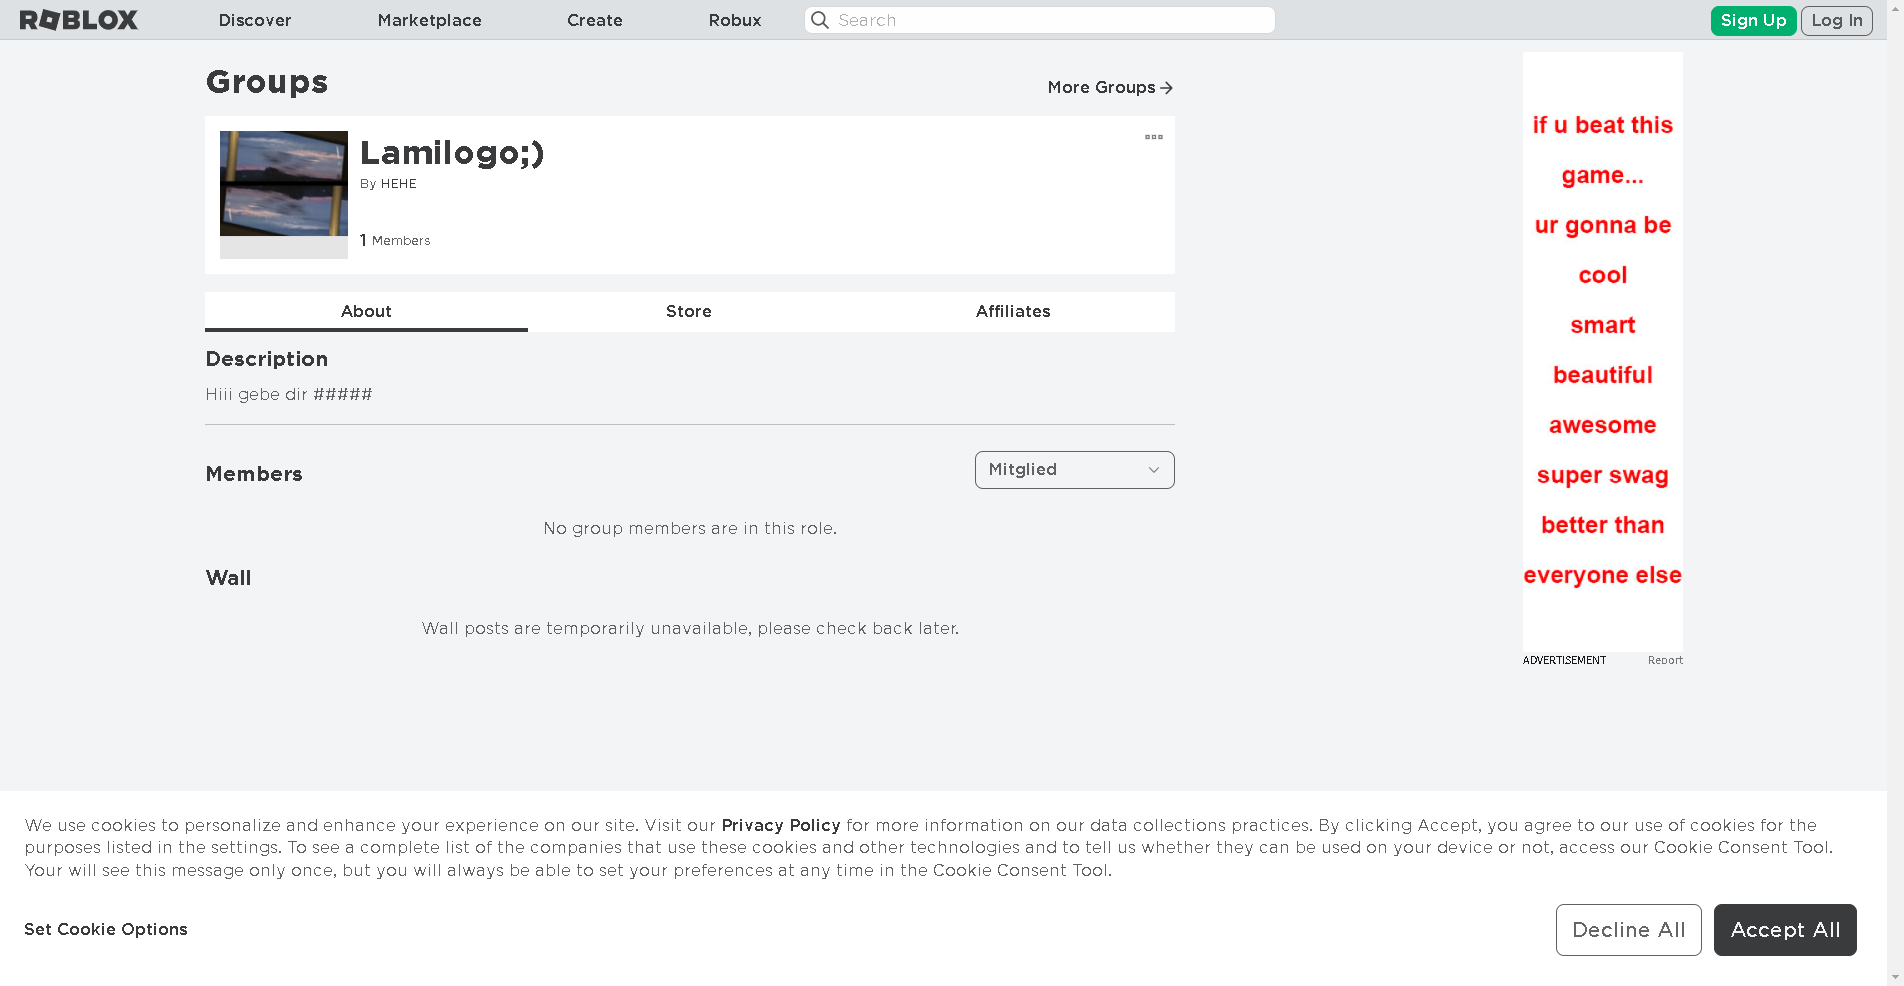 ROBLOX Discover Marketplace Create Robux Search Sign Up Log In
Groups
More Groups
Lamilogo;)
By HEHE
1 Members
About Store Affiliates
Description
Hiii gebe dir #####
Members
Mitglied
No group members are in this role.
Wall
Wall posts are temporarily unavailable, please check back later.
if u beat this
game...
ur gonna be
cool
smart
beautiful
awesome
super swag
better than
everyone else
ADVERTISEMENT Report
We use cookies to personalize and enhance your experience on our site. Visit our Privacy Policy for more information on our data collections practices. By clicking Accept, you agree to our use of cookies for the
purposes listed in the settings. To see a complete list of the companies that use these cookies and other technologies and to tell us whether they can be used on your device or not, access our Cookie Consent Tool.
Your will see this message only once, but you will always be able to set your preferences at any time in the Cookie Consent Tool.
Set Cookie Options
Decline All Accept All